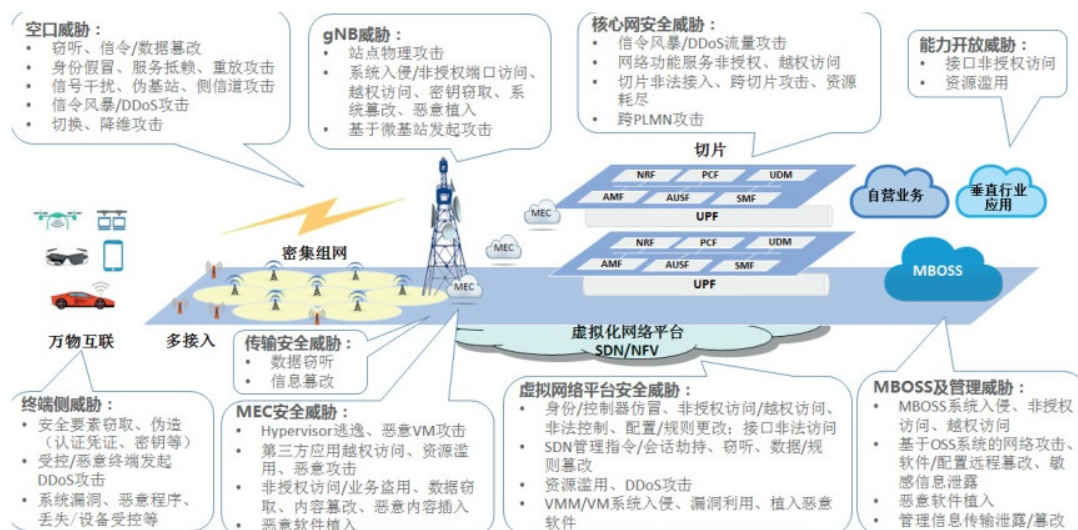 空口威胁：
• 窃听、信令/数据篡改
• 身份假冒、服务抵赖、重放攻击
• 信号干扰、伪基站、侧信道攻击
• 信令风暴/DDoS攻击
• 切换、降维攻击
gNB威胁：
• 站点物理攻击
• 系统入侵/非授权端口访问、
越权访问、密钥窃取、系
统篡改、恶意植入
• 基于微基站发起攻击
核心网安全威胁：
• 信令风暴/DDoS流量攻击
• 网络功能服务非授权、越权访问
• 切片非法接入、跨切片攻击、资源
耗尽
• 跨PLMN攻击
能力开放威胁：
• 接口非授权访问
• 资源滥用
切片
NRF
PCF
UDM
AMF
AUSF
SMF
UPF
NRF
PCF
UDM
AMF
AUSF
SMF
UPF
MEC
MEC
MEC
自营业务
垂直行业
应用
MBOSS
密集组网
万物互联
多接入
虚拟化网络平台
SDN/NFV
传输安全威胁：
• 数据窃听
• 信息篡改
终端侧威胁：
• 安全要素窃取、伪造
（认证凭证、密钥等）
• 受控/恶意终端发起
DDoS攻击
• 系统漏洞、恶意程序、
丢失/设备受控等
MEC安全威胁：
• Hypervisor逃逸、恶意VM攻击
• 第三方应用越权访问、资源滥
用、恶意攻击
• 非授权访问/业务盗用、数据窃
取、内容篡改、恶意内容插入
• 恶意软件植入
虚拟网络平台安全威胁：
• 身份/控制器仿冒、非授权访问/越权访问、
非法控制、配置/规则更改；接口非法访问
• SDN管理指令/会话劫持、窃听、数据/规
则篡改
• 资源滥用、DDoS攻击
• VMM/VM系统入侵、漏洞利用、植入恶意
软件
MBOSS及管理威胁：
• MBOSS系统入侵、非授权
访问、越权访问
• 基于OSS系统的网络攻击、
软件/配置远程篡改、敏
感信息泄露
• 恶意软件植入
• 管理信息传输泄露/篡改